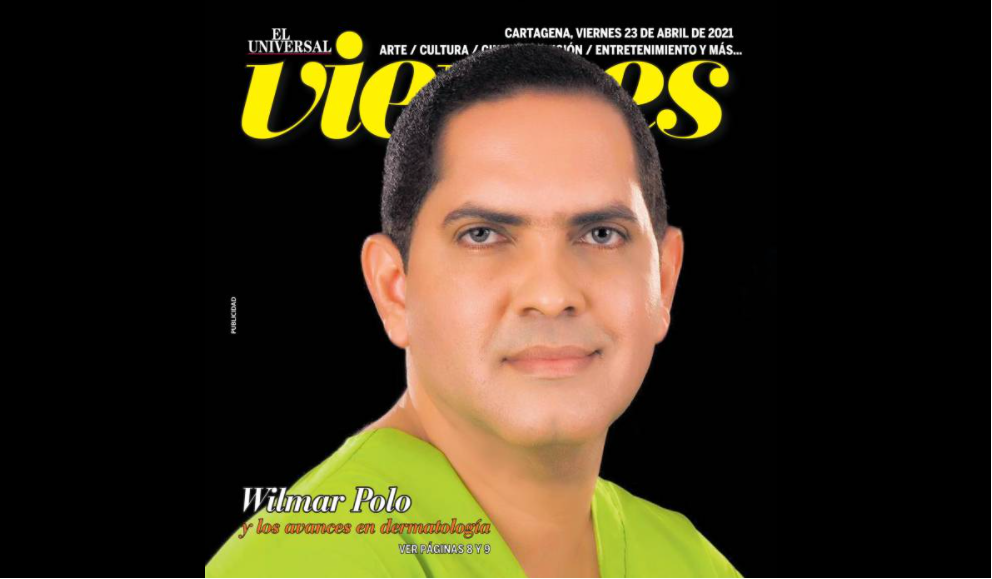 EL
UNIVERSAL
CARTAGENA, VIERNES 23 DE ABRIL DE 2021
ARTE / CULTURA / / ENTRETENIMIENTO Y MÁS...
viernes
PUBLICIDAD
Wilmar Polo
y los avances en dermatología
VER PÁGINAS 8 Y 9